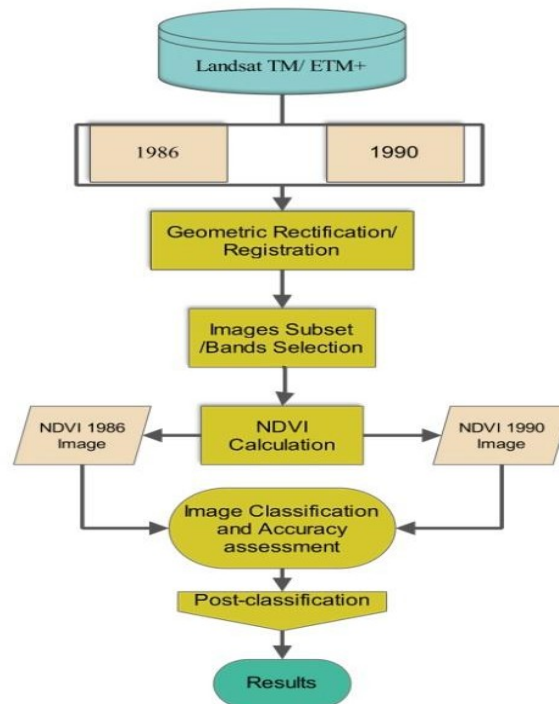 Landsat TM/ ETM+
1986
1990
Geometric Rectification/
Registration
Images Subset
/Bands Selection
NDVI 1986
Image
NDVI
Calculation
NDVI 1990
Image
Image Classification
and Accuracy
assessment
Post-classification
Results